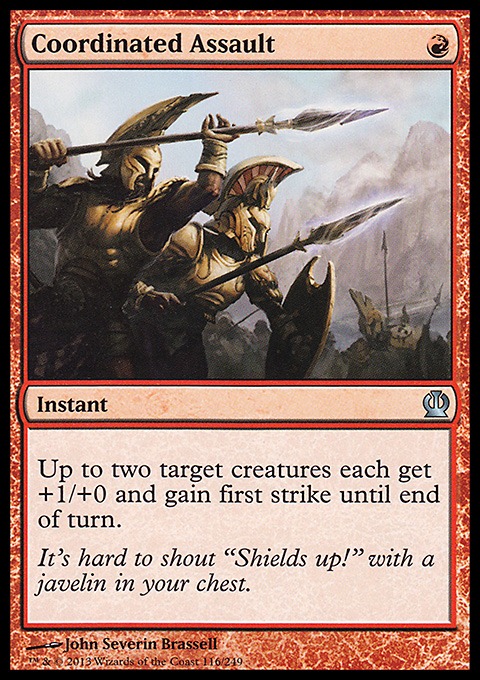 Coordinated Assault
Instant
Up to two target creatures each get
+1/+0 and gain first strike until end
of turn.
It's hard to shout “Shields up!” with a
javelin in your chest.
John Severin Brassell
™ & © 2013 Wizards of the Coast 116/249